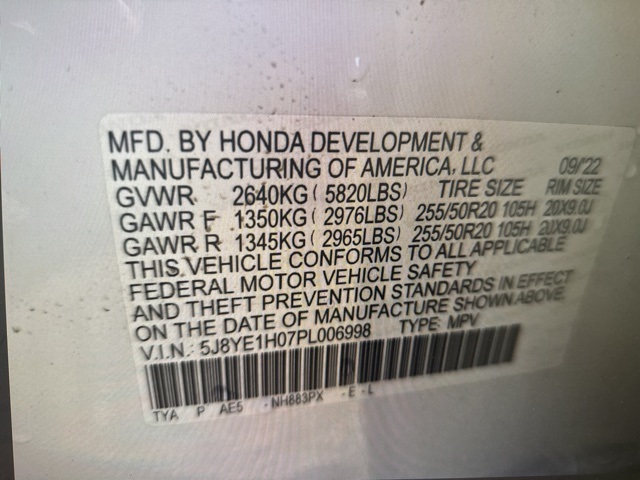 MFD. BY HONDA DEVELOPMENT &
MANUFACTURING OF AMERICA, LLC 09/22
GVWR 2640KG ( 5820LBS) TIRE SIZE RIM SIZE
GAWR F 1350KG ( 2976LBS) 255/50R20 105H 20X9.0J
GAWR R 1345KG ( 2965LBS) 255/50R20 105H 20X9.0J
THIS VEHICLE CONFORMS TO ALL APPLICABLE
FEDERAL MOTOR VEHICLE SAFETY
AND THEFT PREVENTION STANDARDS IN EFFECT
ON THE DATE OF MANUFACTURE SHOWN ABOVE.
V.I.N.: 5J8YE1H07PL006998 TYPE: MPV
TYA P AE5 -NH883PX -E -L